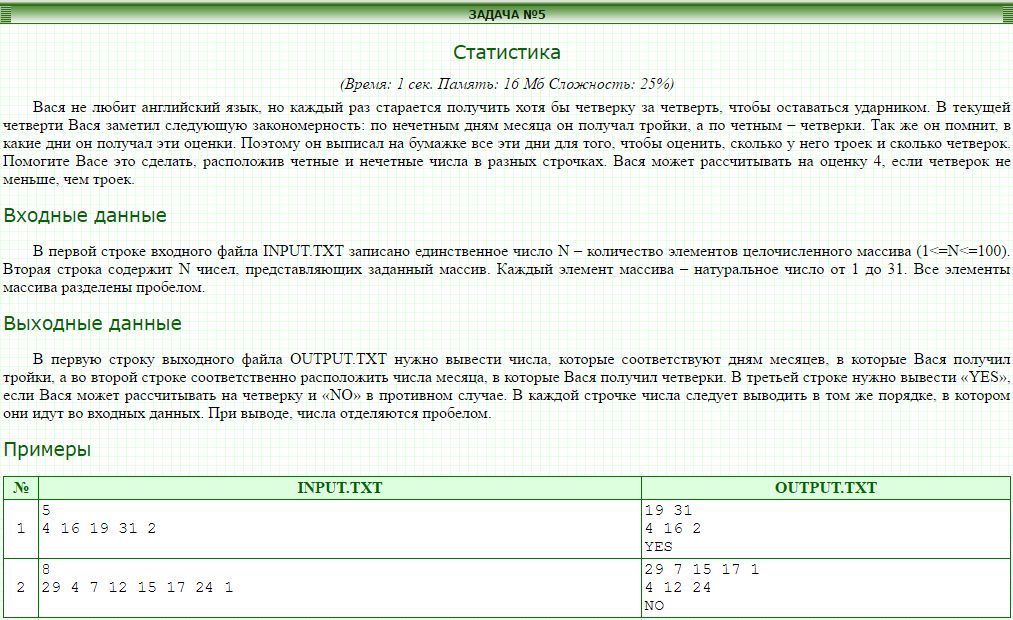 ЗАДАЧА №5
Статистика
(Время: 1 сек. Память: 16 Мб Сложность: 25%)
Вася не любит английский язык, но каждый раз старается получить хотя бы четверку за четверть, чтобы оставаться ударником. В текущей
четверти Вася заметил следующую закономерность: по нечетным дням месяца он получал тройки, а по четным – четверки. Так же он помнит, в
какие дни он получал эти оценки. Поэтому он выписал на бумажке все эти дни для того, чтобы оценить, сколько у него троек и сколько четверок.
Помогите Васе это сделать, расположив четные и нечетные числа в разных строчках. Вася может рассчитывать на оценку 4, если четверок не
меньше, чем троек.
Входные данные
В первой строке входного файла INPUT.TXT записано единственное число N – количество элементов целочисленного массива (1<=N<=100).
Вторая строка содержит N чисел, представляющих заданный массив. Каждый элемент массива – натуральное число от 1 до 31. Все элементы
массива разделены пробелом.
Выходные данные
В первую строку выходного файла OUTPUT.TXT нужно вывести числа, которые соответствуют дням месяцев, в которые Вася получил
тройки, а во второй строке соответственно расположить числа месяца, в которые Вася получил четверки. В третьей строке нужно вывести «YES»,
если Вася может рассчитывать на четверку и «NO» в противном случае. В каждой строчке числа следует выводить в том же порядке, в котором
они идут во входных данных. При выводе, числа отделяются пробелом.
Примеры
№ INPUT.TXT OUTPUT.TXT
5 19 31
1 4 16 19 31 2 4 16 2
YES
8 29 7 15 17 1
2 29 4 7 12 15 17 24 1 4 12 24
NO